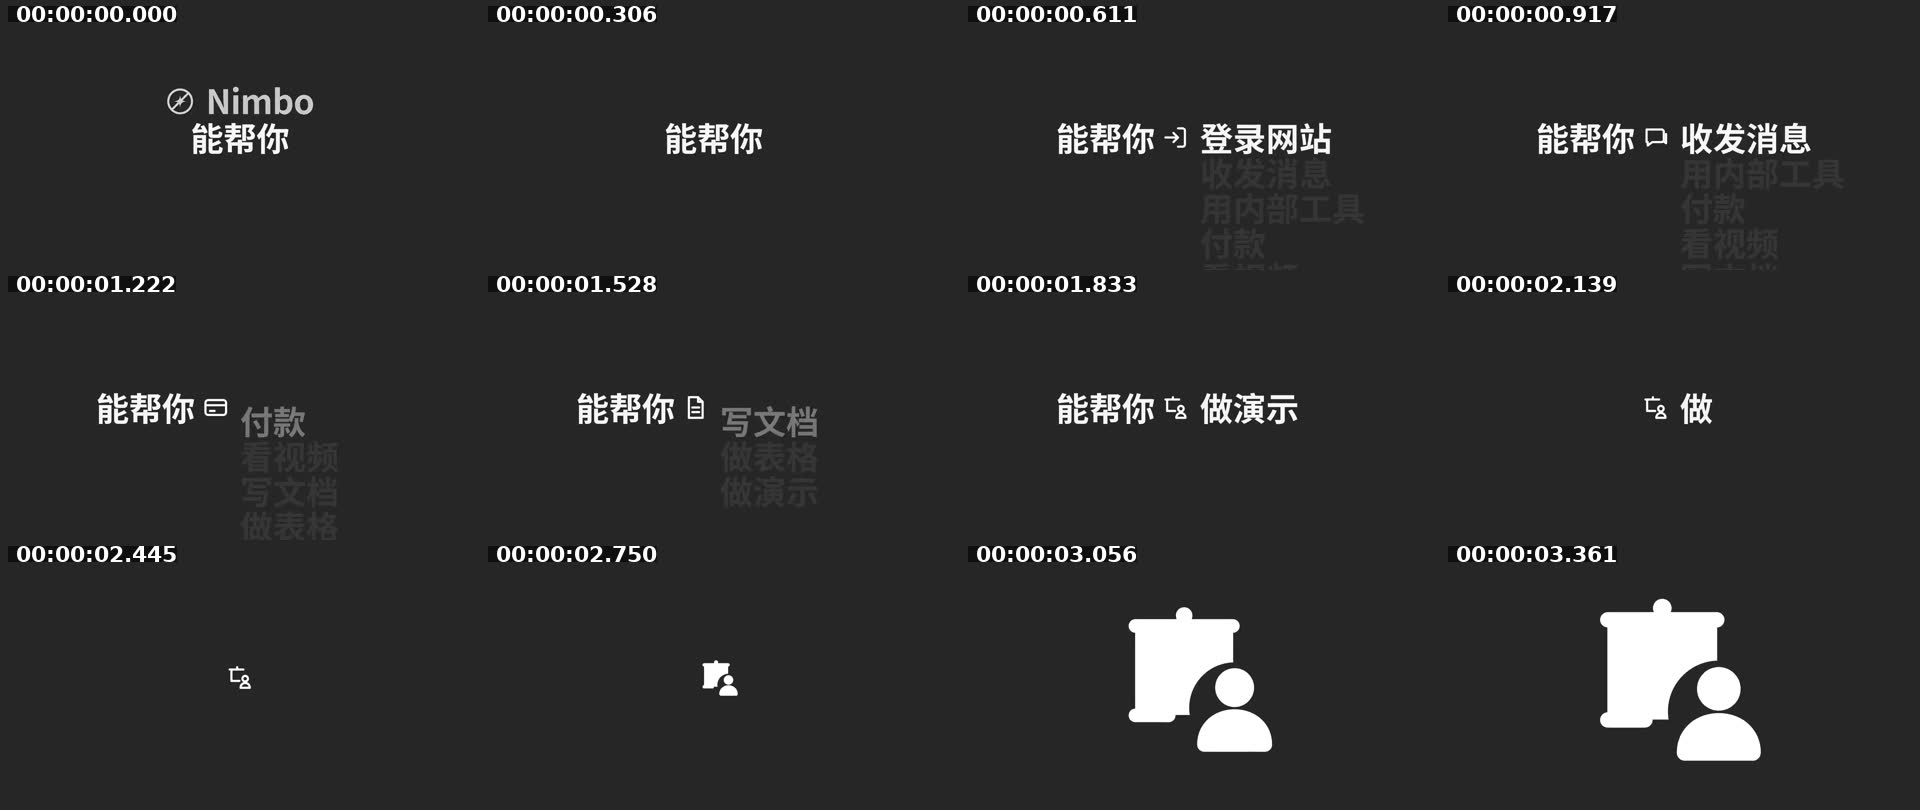 00:00:00.000
Nimbo
能帮你
00:00:00.306
能帮你
00:00:00.611
能帮你 登录网站
收发消息
用内部工具
付款
00:00:00.917
能帮你 收发消息
用内部工具
付款
看视频
00:00:01.222
能帮你 付款
看视频
写文档
做表格
00:00:01.528
能帮你 写文档
做表格
做演示
00:00:01.833
能帮你 做演示
00:00:02.139
做
00:00:02.445
00:00:02.750
00:00:03.056
00:00:03.361